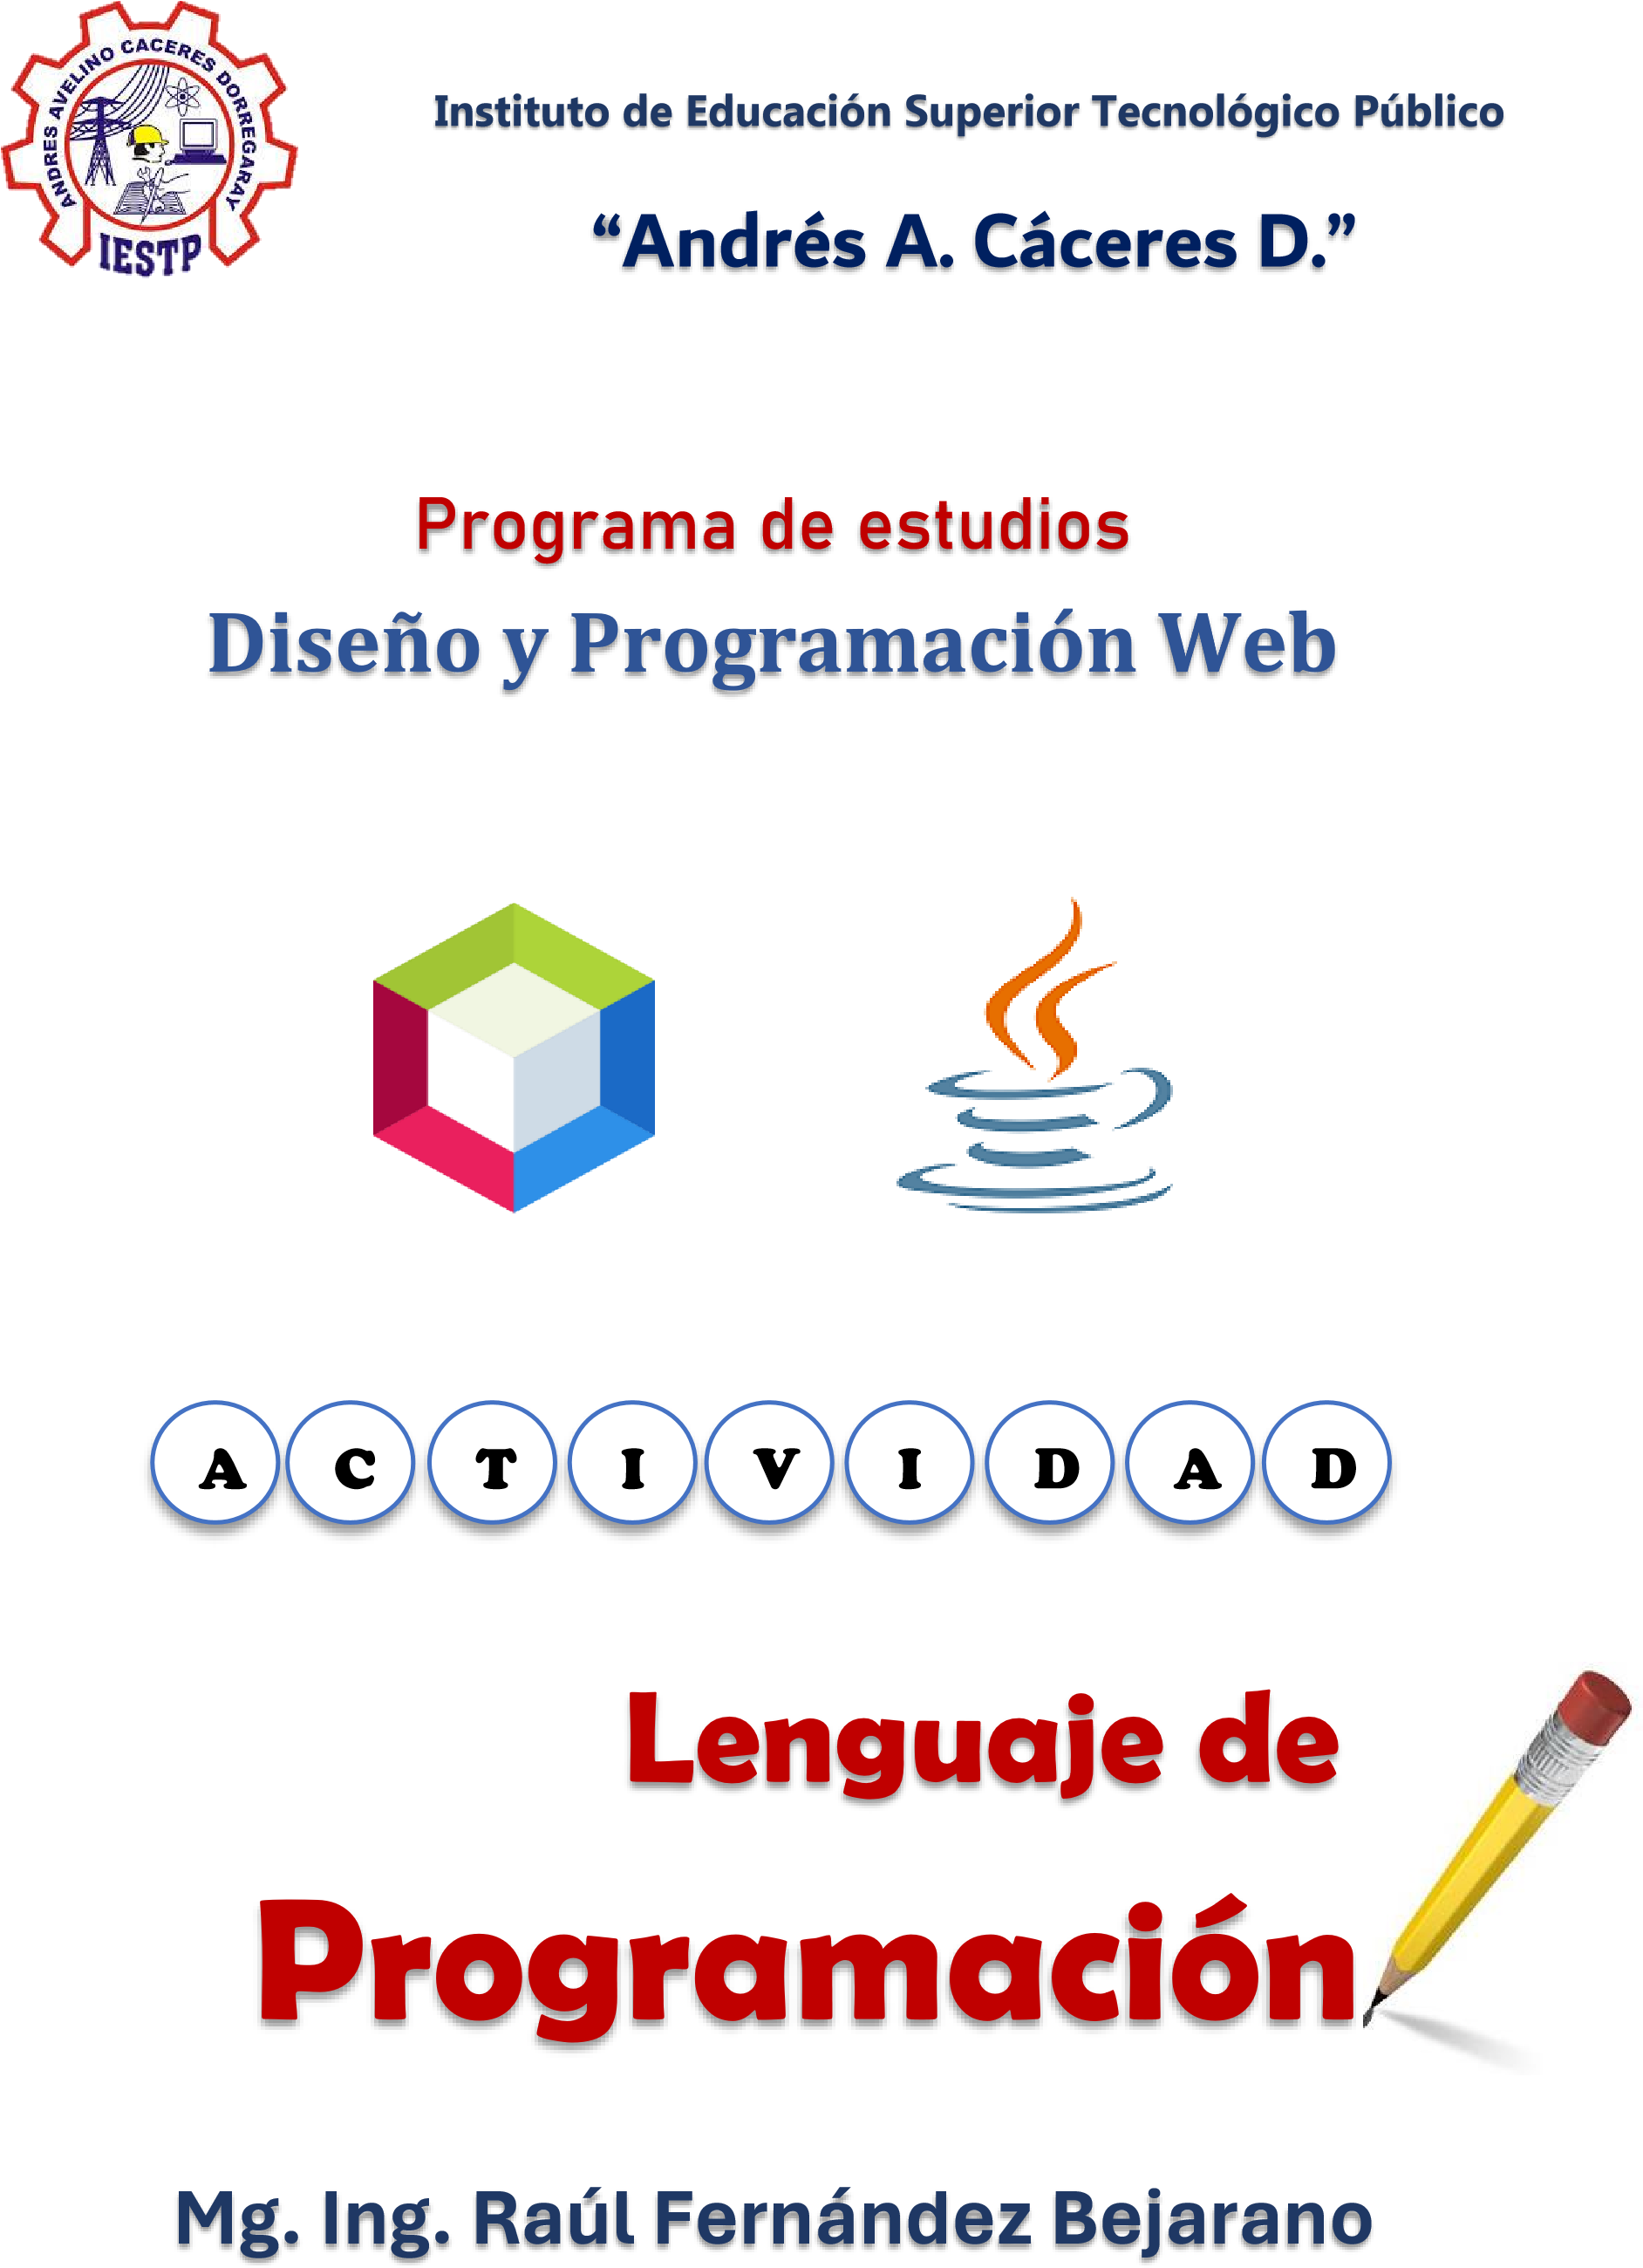 ANDRES AVELINO CACERES DORREGARAY
IESTP
Instituto de Educación Superior Tecnológico Público
“Andrés A. Cáceres D.”
Programa de estudios
Diseño y Programación Web
A C T I V I D A D
Lenguaje de
Programación
Mg. Ing. Raúl Fernández Bejarano